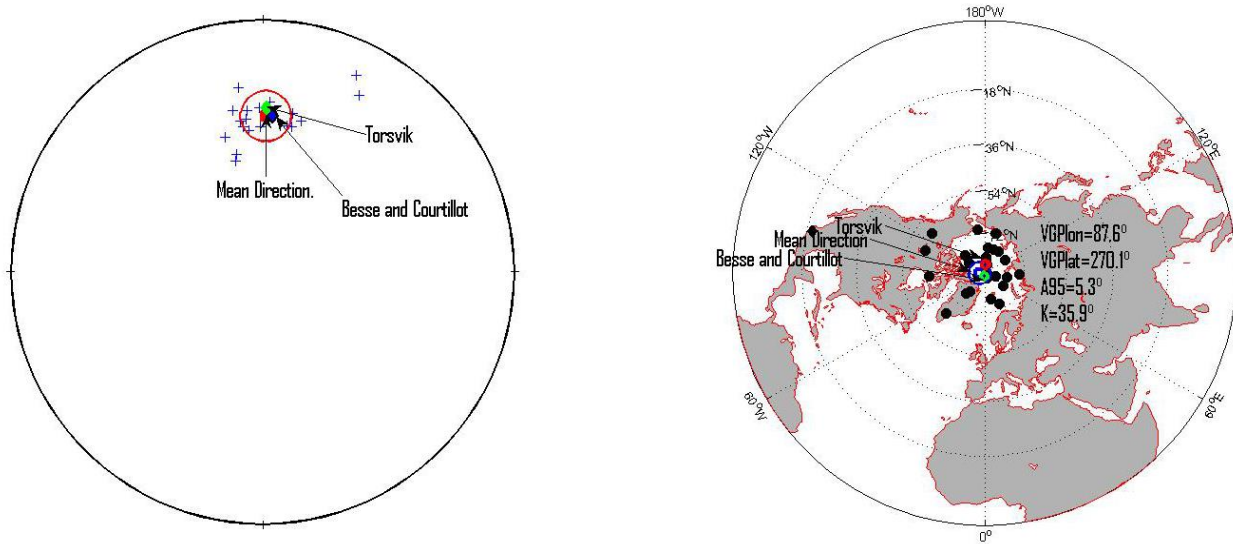 Torsvik
Mean Direction.
Besse and Courtillot
180°W
120°W
120°E
18°N
36°N
54°N
°N
Torsvik
Mean Direction
Besse and Courtillot
VGPlon=87,6°
VGPlat=270.1°
A95=5.3°
K=35.9°
60°W
60°E
0°